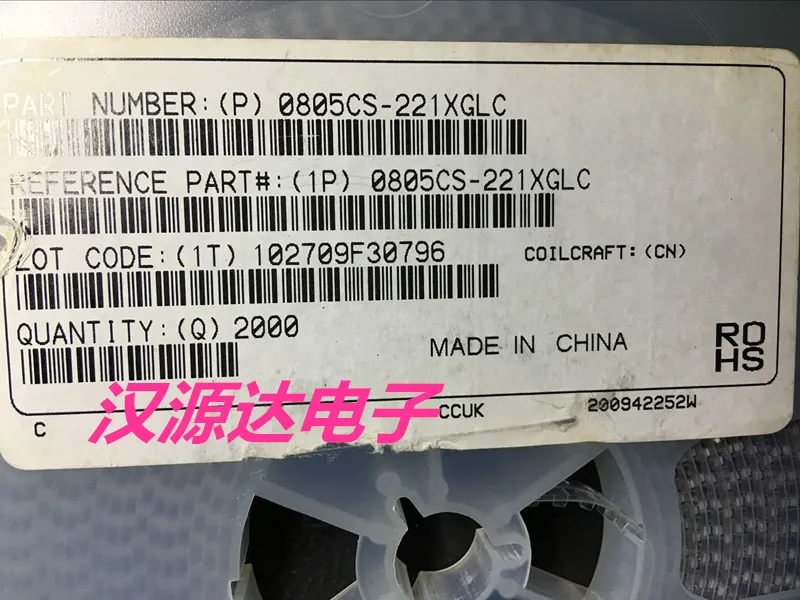 PART NUMBER:(P) 0805CS-221XGLC
REFERENCE PART#:(1P) 0805CS-221XGLC
LOT CODE:(1T) 102709F30796 COILCRAFT:(CN)
QUANTITY:(Q) 2000
MADE IN CHINA
RO
HS
C
汉源达电子
CCUK
200942252W